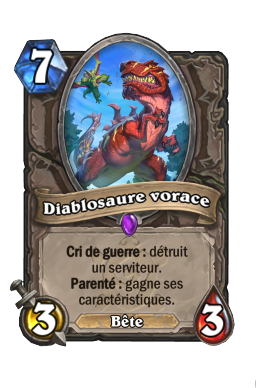 7
Diablosaure vorace
Cri de guerre : détruit
un serviteur.
Parenté : gagne ses
caractéristiques.
3
Bête
3